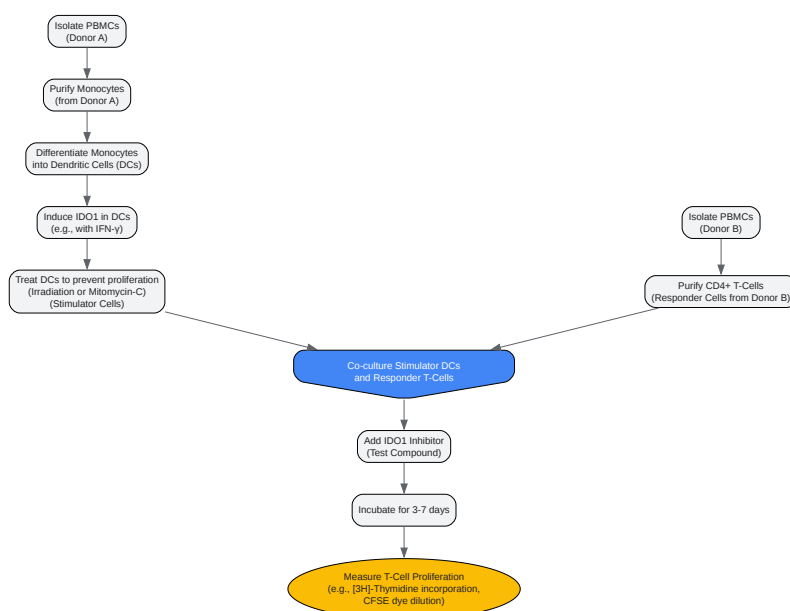 Isolate PBMCs
(Donor A)
Purify Monocytes
(from Donor A)
Differentiate Monocytes
into Dendritic Cells (DCs)
Induce IDO1 in DCs
(e.g., with IFN-γ)
Treat DCs to prevent proliferation
(Irradiation or Mitomycin-C)
(Stimulator Cells)
Isolate PBMCs
(Donor B)
Purify CD4+ T-Cells
(Responder Cells from Donor B)
Co-culture Stimulator DCs
and Responder T-Cells
Add IDO1 Inhibitor
(Test Compound)
Incubate for 3-7 days
Measure T-Cell Proliferation
(e.g., [3H]-Thymidine incorporation,
CFSE dye dilution)